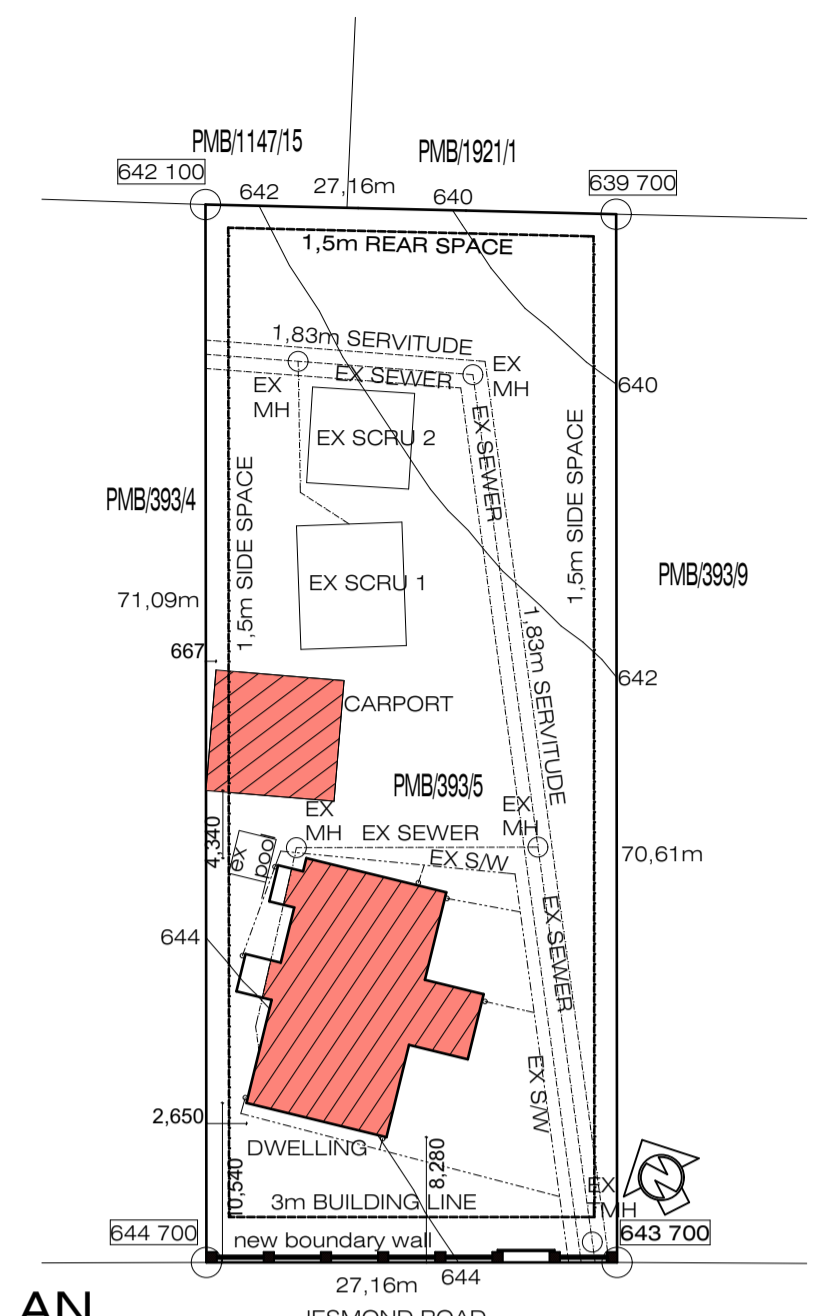 PMB/1147/15
PMB/1921/1
642 100
642
27,16m
640
639 700
1,5m REAR SPACE
1,83m SERVITUDE
EX SEWER
EX
MH
EX
MH
640
EX SCRU 2
EX SEWER
1,5m SIDE SPACE
1,5m SIDE SPACE
PMB/393/4
PMB/393/9
EX SCRU 1
71,09m
1,83m SERVITUDE
667
642
CARPORT
PMB/393/5
EX
MH
EX SEWER
EX
MH
4,340
ex
pool
EX S/W
70,61m
644
EX SEWER
EX S/W
2,650
DWELLING
8,280
10,540
3m BUILDING LINE
EX
TMH
N
644 700
new boundary wall
643 700
27,16m
644
AN
JESMOND ROAD